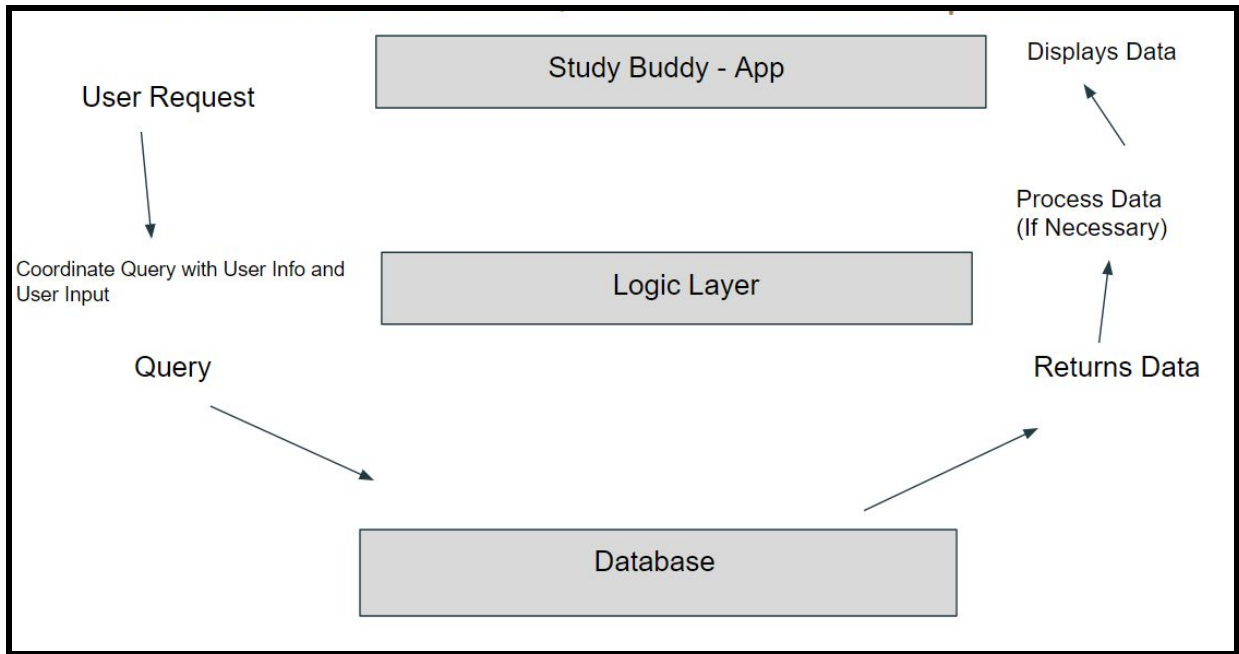 Study Buddy - App
Displays Data
User Request
Process Data
(If Necessary)
Coordinate Query with User Info and
User Input
Logic Layer
Query
Returns Data
Database